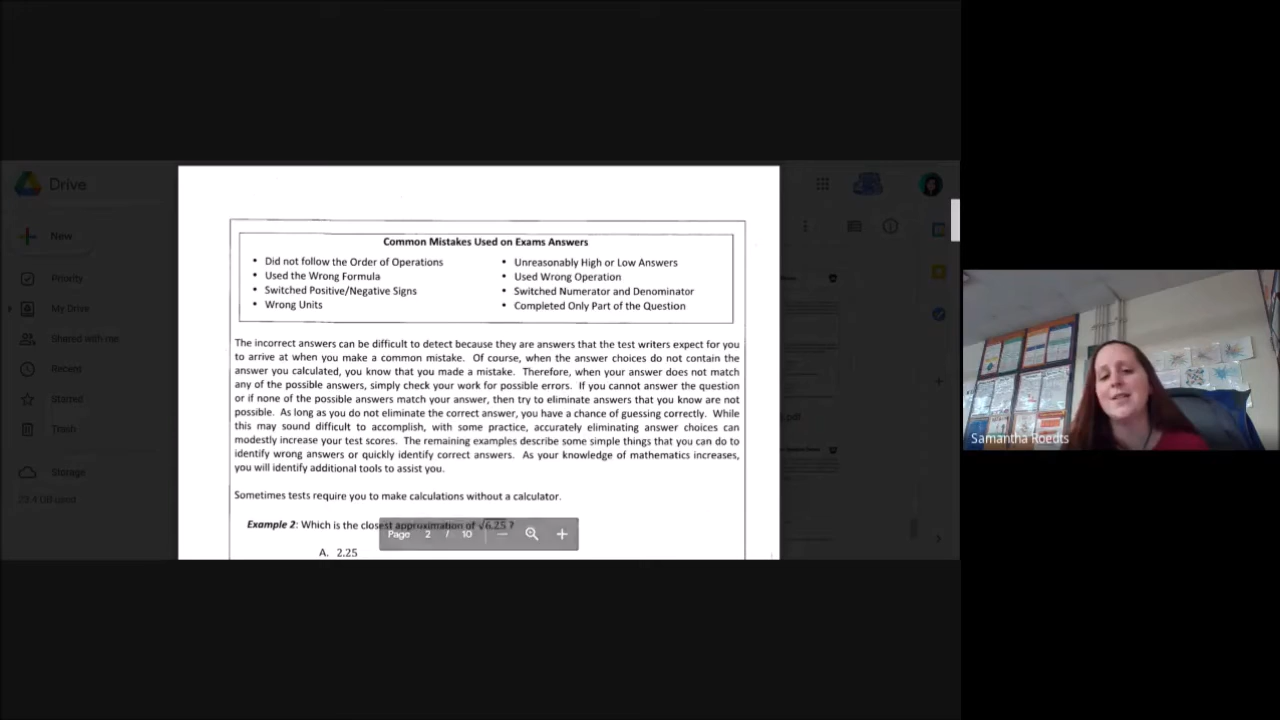 Drive
New
Priority
My Drive
Shared with me
Recent
Starred
Trash
Storage
23.4 GB used
Common Mistakes Used on Exams Answers
• Did not follow the Order of Operations
• Used the Wrong Formula
• Switched Positive/Negative Signs
• Wrong Units
• Unreasonably High or Low Answers
• Used Wrong Operation
• Switched Numerator and Denominator
• Completed Only Part of the Question
The incorrect answers can be difficult to detect because they are answers that the test writers expect for you
to arrive at when you make a common mistake. Of course, when the answer choices do not contain the
answer you calculated, you know that you made a mistake. Therefore, when your answer does not match
any of the possible answers, simply check your work for possible errors. If you cannot answer the question
or if none of the possible answers match your answer, then try to eliminate answers that you know are not
possible. As long as you do not eliminate the correct answer, you have a chance of guessing correctly. While
this may sound difficult to accomplish, with some practice, accurately eliminating answer choices can
modestly increase your test scores. The remaining examples describe some simple things that you can do to
identify wrong answers or quickly identify correct answers. As your knowledge of mathematics increases,
you will identify additional tools to assist you.
Sometimes tests require you to make calculations without a calculator.
Example 2: Which is the closest approximation of √6.25 ?
Page 2 / 10
A. 2.25
.pdf
Samantha Roedts